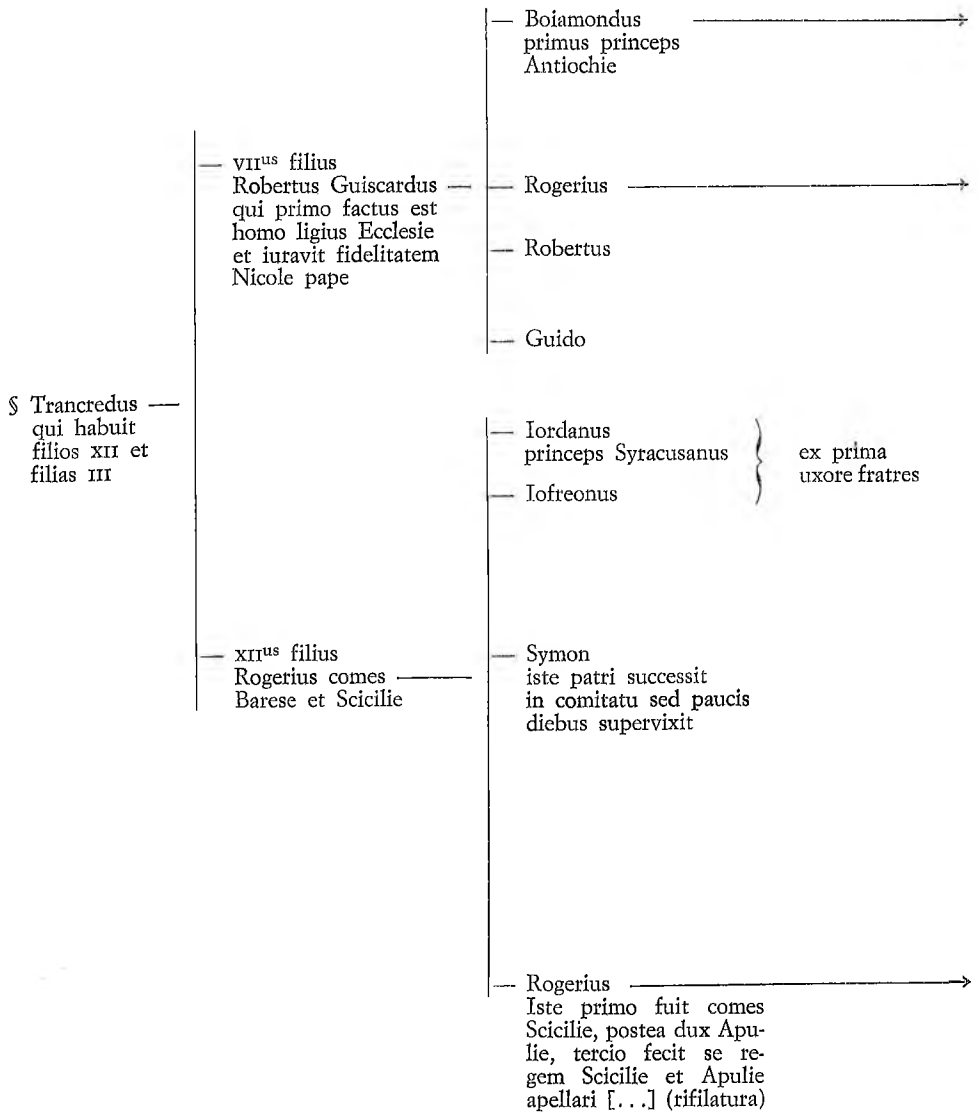 Boiamondus
primus princeps
Antiochie
VIIus filius
Robertus Guiscardus
qui primo factus est
homo ligius Ecclesie
et iuravit fidelitatem
Nicole pape
Rogerius
Robertus
Guido
§ Trancredus
qui habuit
filios XII et
filias III
Iordanus
princeps Syracusanus
Iofreonus
ex prima
uxore fratres
XIIus filius
Rogerius comes
Barese et Scicilie
Symon
iste patri successit
in comitatu sed paucis
diebus supervixit
Rogerius
Iste primo fuit comes
Scicilie, postea dux Apu-
lie, tercio fecit se re-
gem Scicilie et Apulie
apellari [...] (rifilatura)